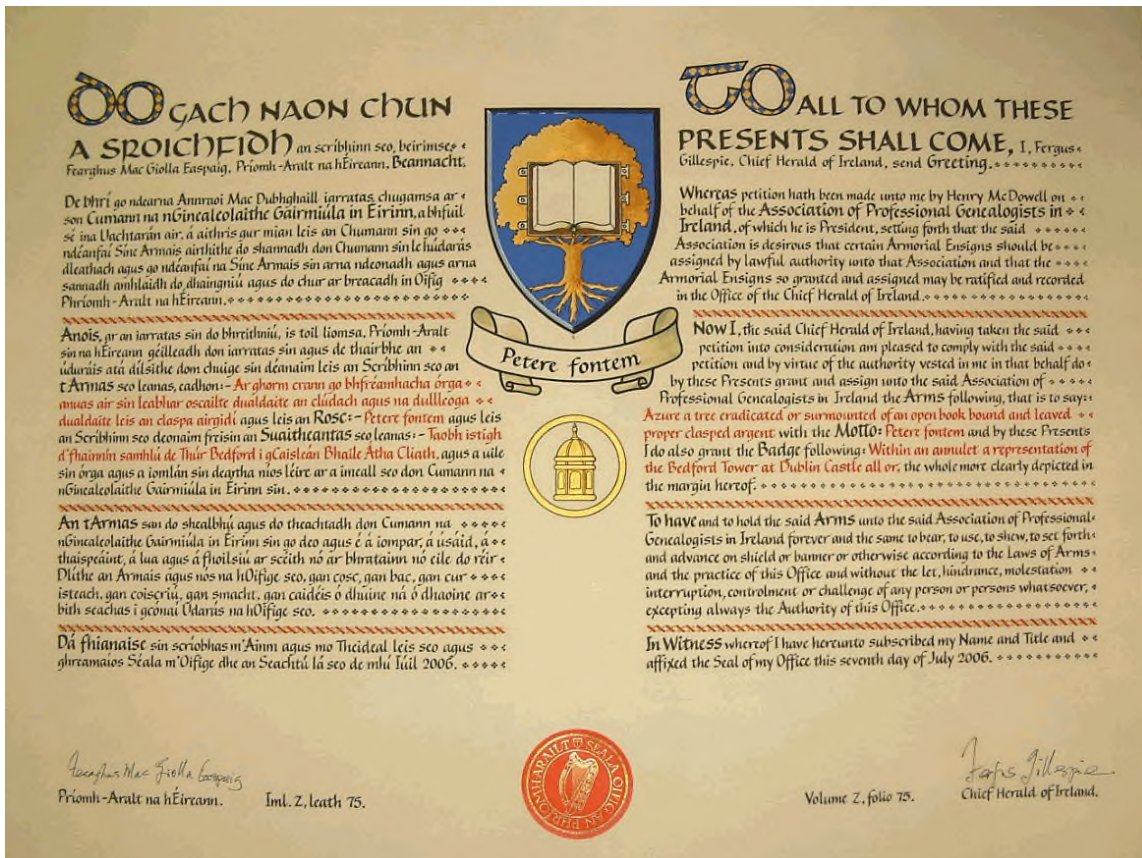 DO GACH NAON CHUN
A SROICHFIDH an scríbhinn seo, beirimse,
Fearghus Mac Giolla Easpaig, Príomh-Aralt na hÉireann, Beannacht.
De bhrí go ndearna Annraoi Mac Dubhghaill iarratas chugamsa ar
son Cumann na nGinealeolaithe Gairmiúla in Éirinn, a bhfuil
sé ina Uachtarán air, á aithris gur mian leis an Chumann sin go
ndéanfaí Síne Armais airithe do shannadh don Chumann sin le húdarás
dleathach agus go ndéanfaí na Síne Armais sin arna ndeonadh agus arna
sannadh amhlaidh do dhaingniú agus do chur ar breacadh in Oifig
Phríomh-Aralt na hÉireann.
Anois, ar an iarratas sin do bhrithniú, is toil liomsa, Príomh-Aralt
sin na hÉireann géilleadh don iarratas sin agus de thairbhe an
údaráis atá dílsithe dom chuige sin déanaim leis an Scríbhinn seo an
tArmas seo leanas, eadhon:- Ar ghorm crann go bhfréamhacha órga
anuas air sin leabhar oscailte dualdaite an clúdach agus na duilleoga
dualdaite leis an claspa airgidí agus leis an Rosc:- Petere fontem agus leis
an Scríbhinn seo deonaim freisin an Suaitheantas seo leanas:- Taobh istigh
d'fhainnín samhlú de Thúr Bedford i gCaisleán Bhaile Átha Cliath, agus a uile
sin órga agus a iomlán sin deartha níos léire ar a imeall seo don Cumann na
nGinealeolaithe Gairmiúla in Éirinn sin.
An tArmas san do shealbhú agus do theachtadh don Cumann na
nGinealeolaithe Gairmiúla in Éirinn sin go deo agus é á iompar, á úsáid, á
thaispeáint, á lua agus á fhoilsiú ar scéith nó ar bhratainn nó eile do réir
Dlíthe an Armais agus nós na hOifige seo, gan cosc, gan bac, gan cur
isteach, gan coiscriú, gan smacht, gan caidéis ó dhuine ná ó dhaoine ar
bith seachas i gcónaí Údarás na hOifige seo.
Dá fhianaise sin scríobhas m'Ainm agus mo Theideal leis seo agus
ghreamaíos Séala m'Oifige dhe an Seachtú lá seo de mhí Iúil 2006.
Fearghus Mac Giolla Easpaig
Príomh-Aralt na hÉireann. Iml. Z, leath 75.
Petere fontem
SÉALA OIFIG AN PHRÍOMHARAILT
TO ALL TO WHOM THESE
PRESENTS SHALL COME, I, Fergus
Gillespie, Chief Herald of Ireland, send Greeting.
Whereas petition hath been made unto me by Henry McDowell on
behalf of the Association of Professional Genealogists in
Ireland, of which he is President, setting forth that the said
Association is desirous that certain Armorial Ensigns should be
assigned by lawful authority unto that Association and that the
Armorial Ensigns so granted and assigned may be ratified and recorded
in the Office of the Chief Herald of Ireland.
Now I, the said Chief Herald of Ireland, having taken the said
petition into consideration am pleased to comply with the said
petition and by virtue of the authority vested in me in that behalf do
by these Presents grant and assign unto the said Association of
Professional Genealogists in Ireland the Arms following, that is to say:
Azure a tree eradicated or surmounted of an open book bound and leaved
proper clasped argent with the Motto: Petere fontem and by these Presents
I do also grant the Badge following: Within an annulet a representation of
the Bedford Tower at Dublin Castle all or, the whole more clearly depicted in
the margin hereof.
To have and to hold the said Arms unto the said Association of Professional
Genealogists in Ireland forever and the same to bear, to use, to shew, to set forth
and advance on shield or banner or otherwise according to the Laws of Arms
and the practice of this Office and without the let, hindrance, molestation
interruption, controlment or challenge of any person or persons whatsoever,
excepting always the Authority of this Office.
In Witness whereof I have hereunto subscribed my Name and Title and
affixed the Seal of my Office this seventh day of July 2006.
Fergus Gillespie
Volume Z, folio 75. Chief Herald of Ireland.